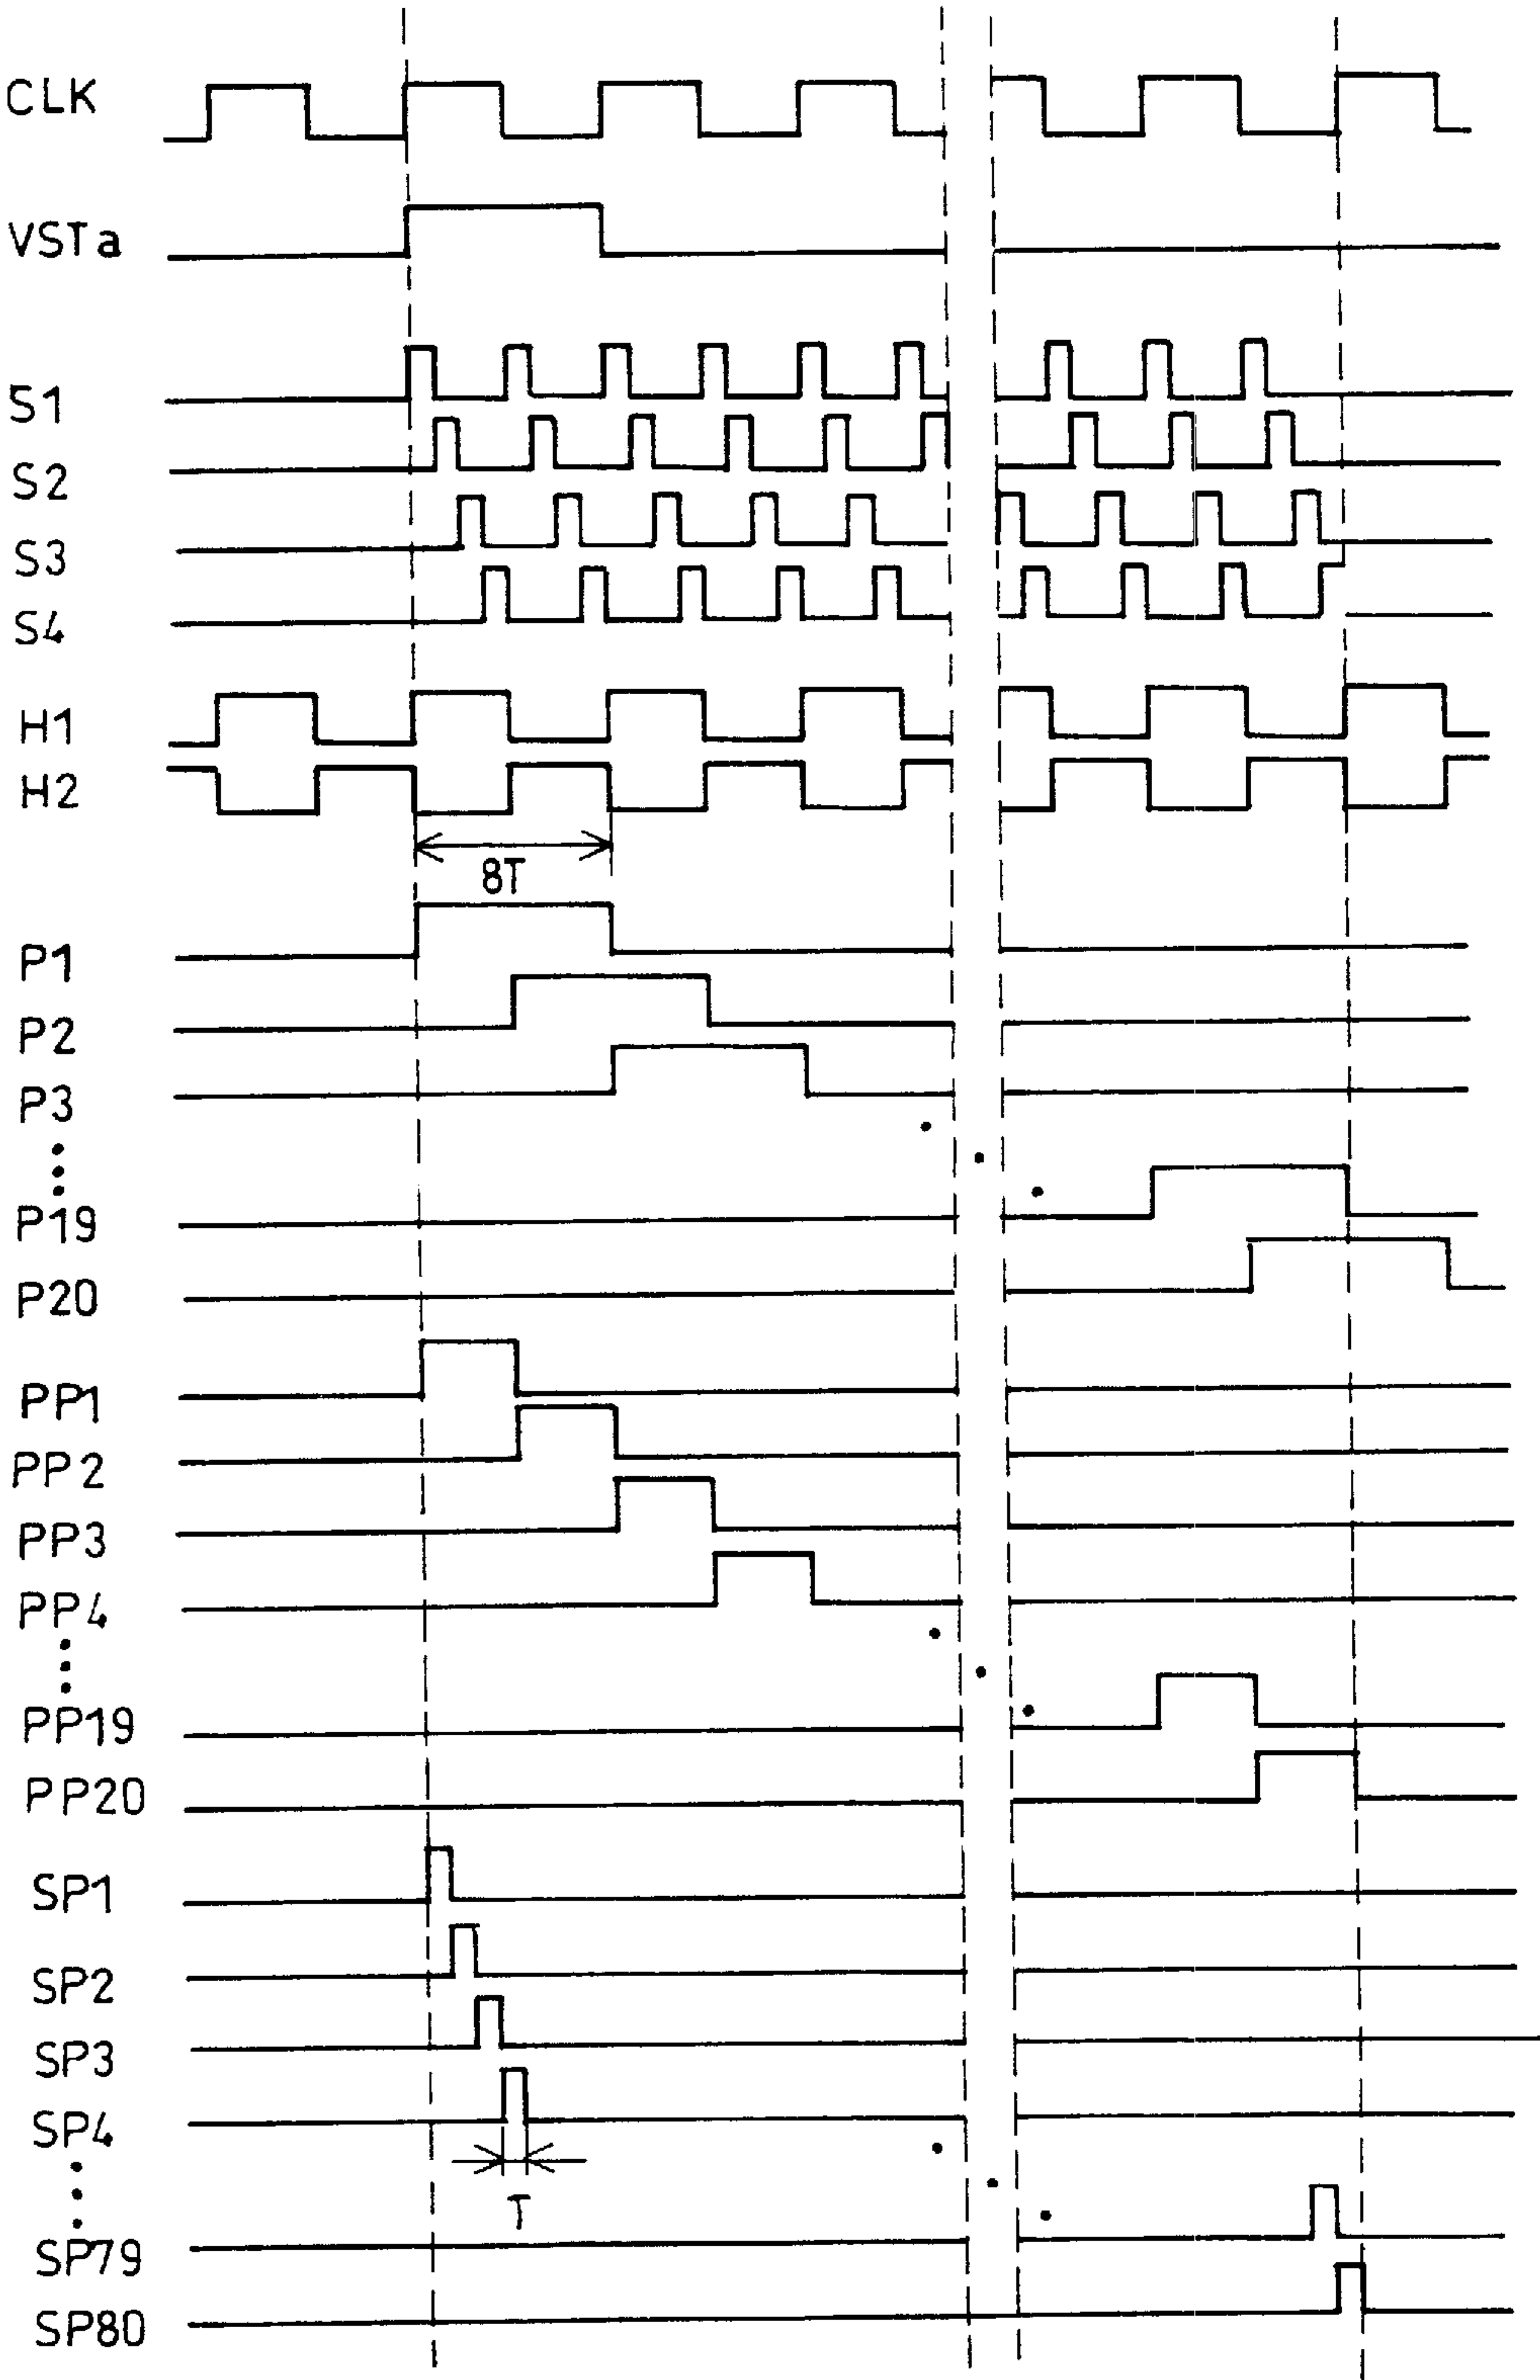 CLK
VSTa
S1
S2
S3
S4
H1
H2
8T
P1
P2
P3
P19
P20
PP1
PP2
PP3
PP4
PP19
PP20
SP1
SP2
SP3
SP4
T
SP79
SP80